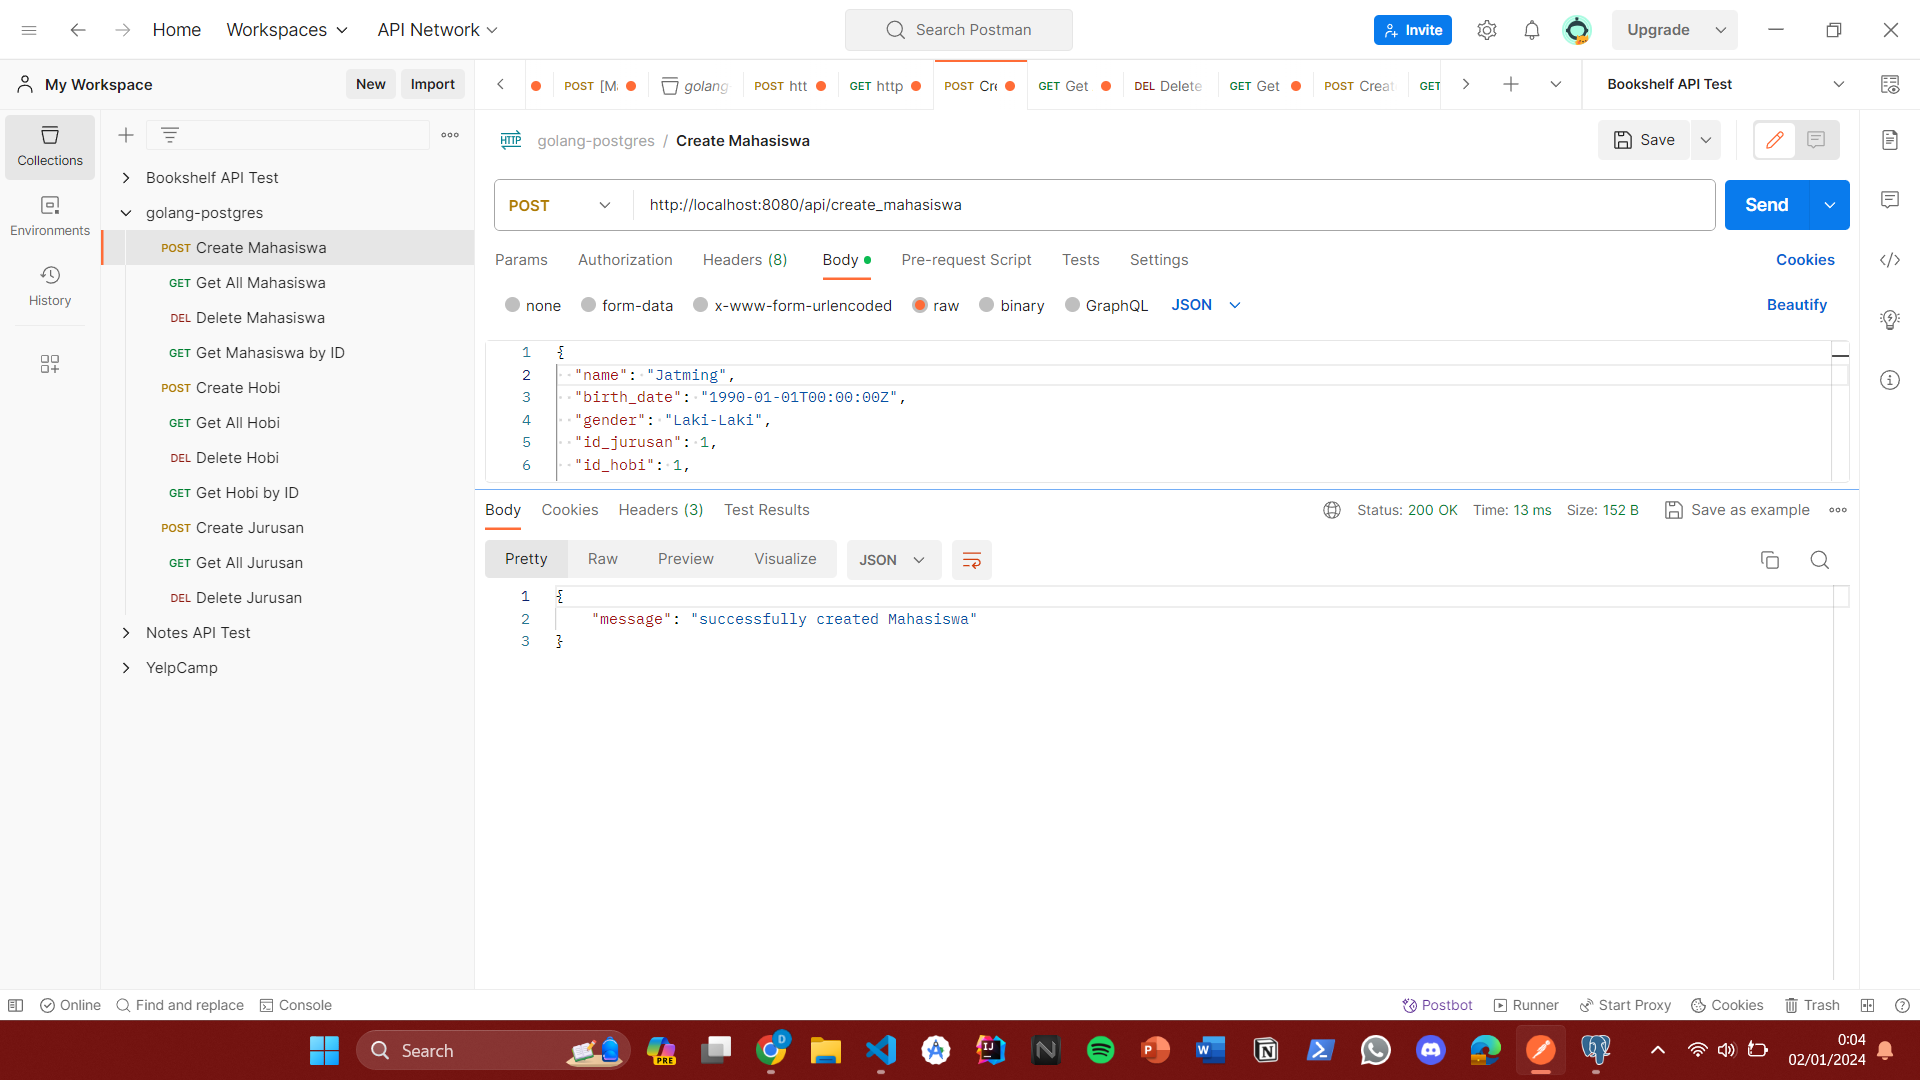 Home Workspaces API Network Search Postman Invite Upgrade
My Workspace New Import
POST [Ma golang- POST htt GET http POST Cre GET Get DEL Delete GET Get POST Creat GET Bookshelf API Test
Collections
Environments
History
Bookshelf API Test
golang-postgres
POST Create Mahasiswa
GET Get All Mahasiswa
DEL Delete Mahasiswa
GET Get Mahasiswa by ID
POST Create Hobi
GET Get All Hobi
DEL Delete Hobi
GET Get Hobi by ID
POST Create Jurusan
GET Get All Jurusan
DEL Delete Jurusan
Notes API Test
YelpCamp
HTTP golang-postgres / Create Mahasiswa Save
POST http://localhost:8080/api/create_mahasiswa Send
Params Authorization Headers (8) Body Pre-request Script Tests Settings Cookies
none form-data x-www-form-urlencoded raw binary GraphQL JSON Beautify
1 {
2 "name": "Jatming",
3 "birth_date": "1990-01-01T00:00:00Z",
4 "gender": "Laki-Laki",
5 "id_jurusan": 1,
6 "id_hobi": 1,
Body Cookies Headers (3) Test Results Status: 200 OK Time: 13 ms Size: 152 B Save as example
Pretty Raw Preview Visualize JSON
1 {
2 "message": "successfully created Mahasiswa"
3 }
Online Find and replace Console Postbot Runner Start Proxy Cookies Trash
Search PRE D 0:04
02/01/2024